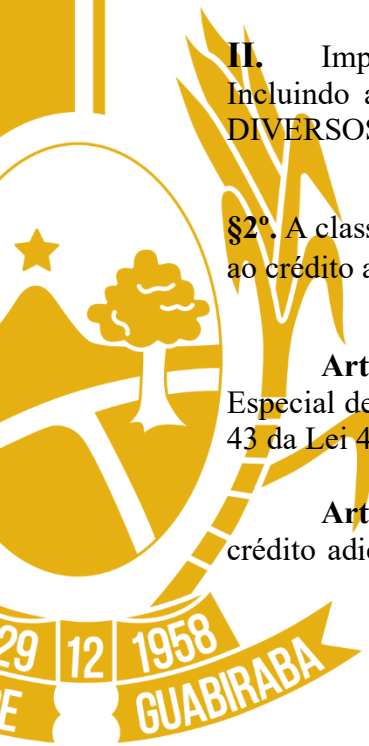 II. Imp
Incluindo a
DIVERSOS
§2º. A class
ao crédito a
Art
Especial de
43 da Lei 4
Art
crédito adi
29 12 1958
E GUABIRABA